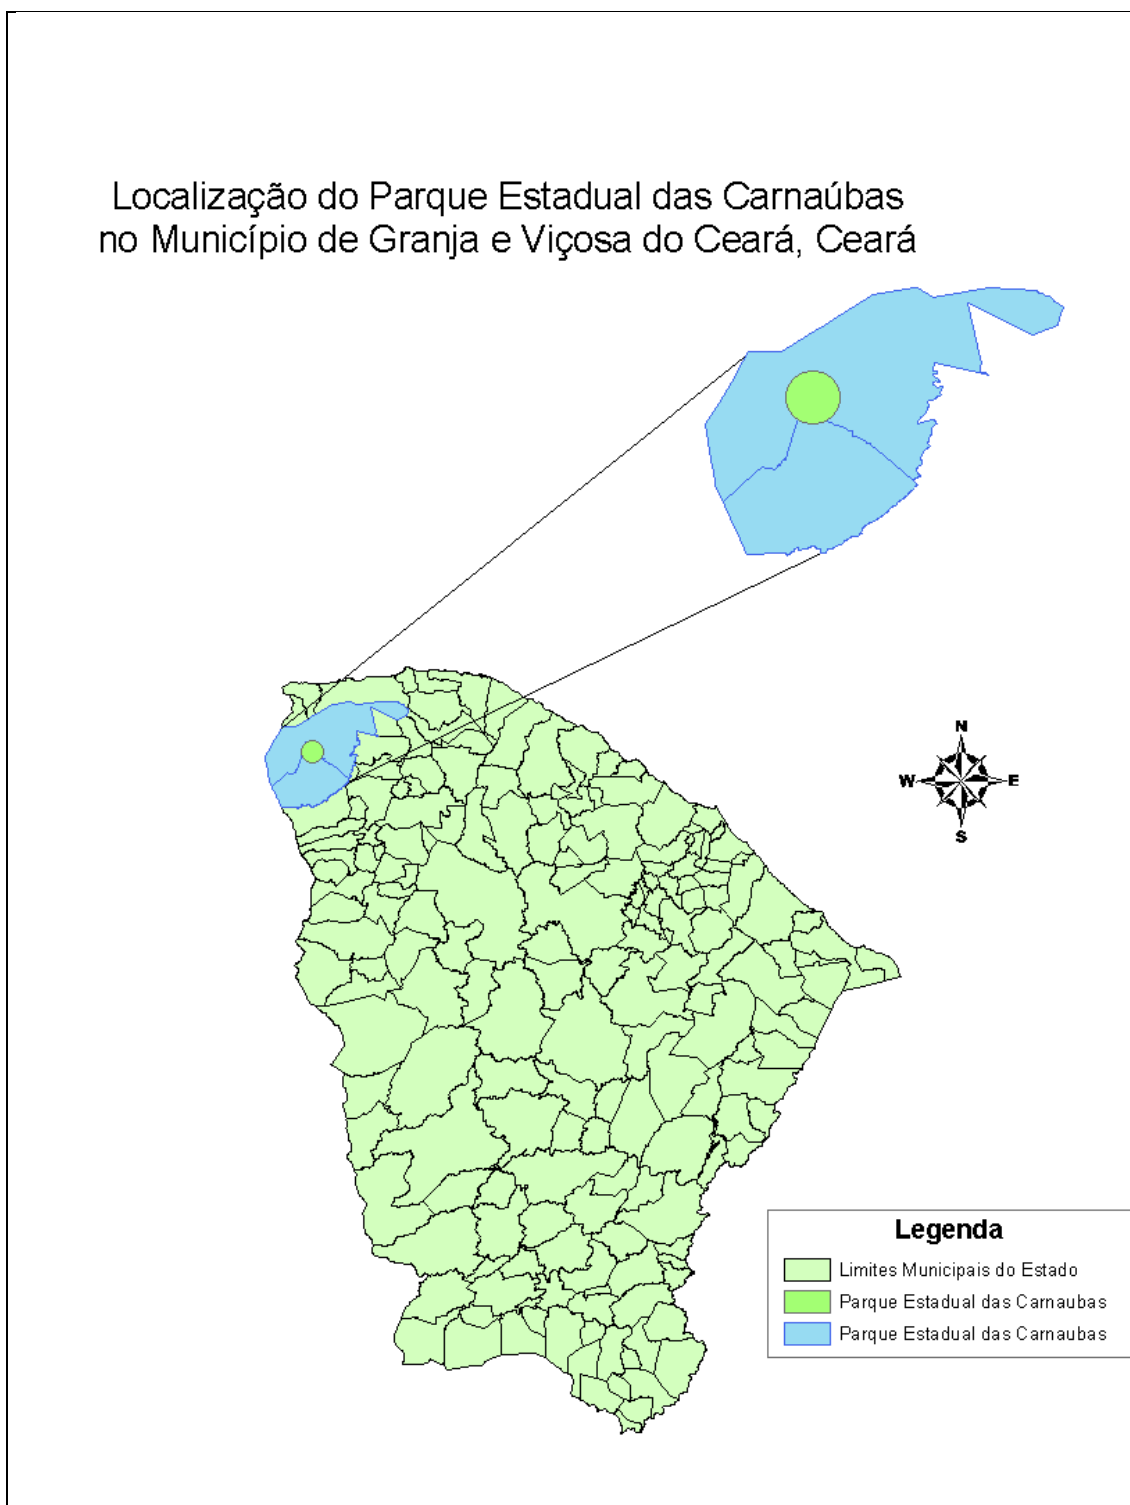 Localização do Parque Estadual das Carnaúbas
no Município de Granja e Viçosa do Ceará, Ceará
N
W E
S
Legenda
Limites Municipais do Estado
Parque Estadual das Carnaubas
Parque Estadual das Carnaubas